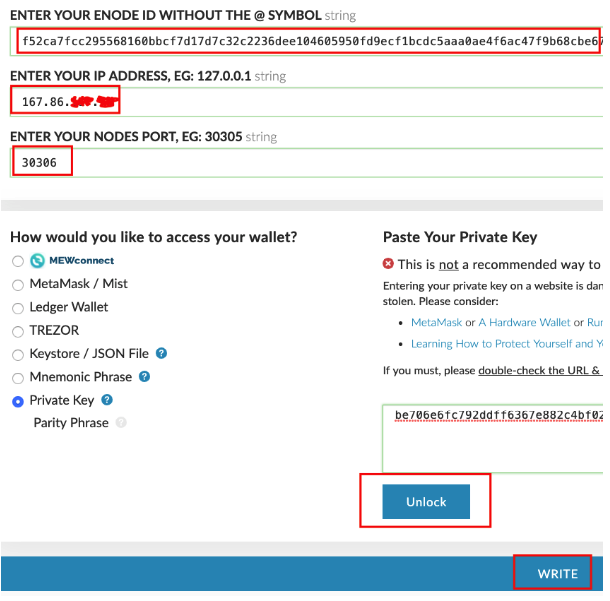 ENTER YOUR ENODE ID WITHOUT THE @ SYMBOL string
f52ca7fcc295568160bbcf7d17d7c32c2236dee104605950fd9ecf1bcdc5aaa0ae4f6ac47f9b68cbe67
ENTER YOUR IP ADDRESS, EG: 127.0.0.1 string
167.86.
ENTER YOUR NODES PORT, EG: 30305 string
30306
How would you like to access your wallet?
MEWconnect
MetaMask / Mist
Ledger Wallet
TREZOR
Keystore / JSON File ?
Mnemonic Phrase ?
Private Key ?
Parity Phrase ?
Paste Your Private Key
This is not a recommended way to
Entering your private key on a website is dan
stolen. Please consider:
• MetaMask or A Hardware Wallet or Run
• Learning How to Protect Yourself and Y
If you must, please double-check the URL &
be706e6fc792ddff6367e882c4bf02
Unlock
WRITE